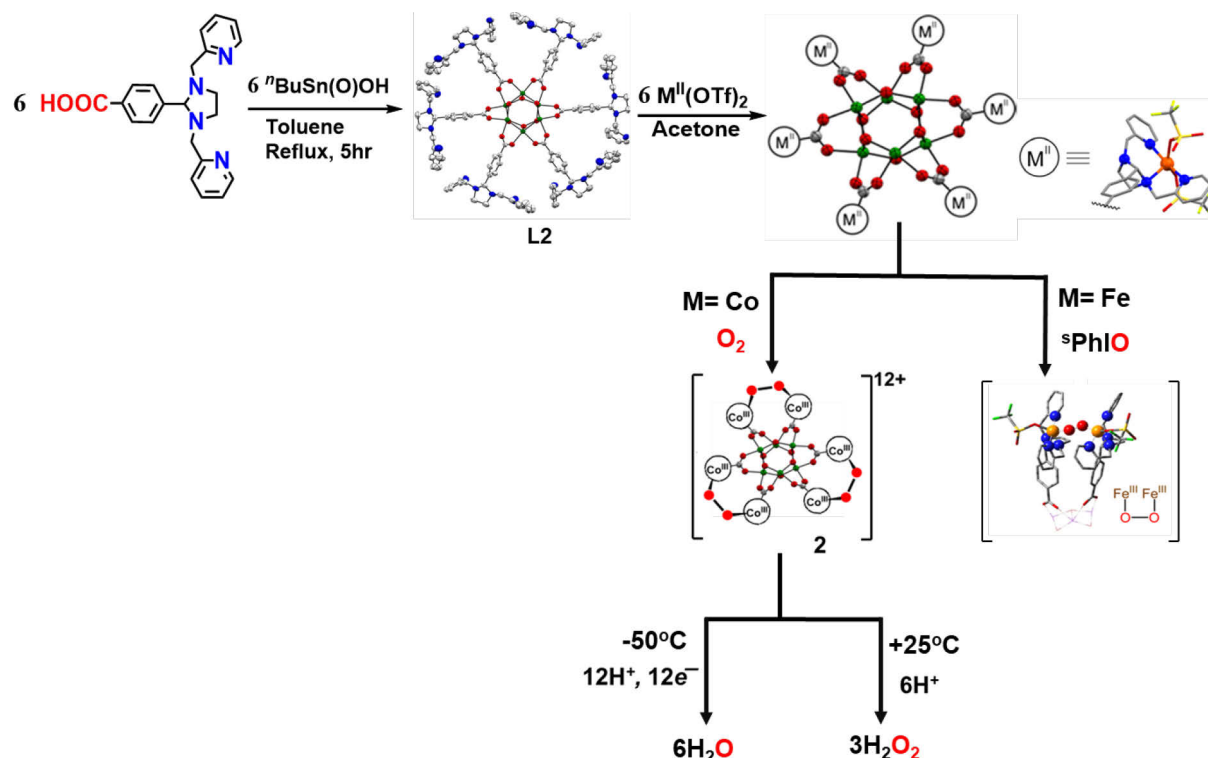 6 HOOC
N
N
N
N
6 ⁿBuSn(O)OH
Toluene
Reflux, 5hr
L2
6 Mᴵᴵ(OTf)₂
Acetone
Mᴵᴵ
Mᴵᴵ
Mᴵᴵ
Mᴵᴵ
Mᴵᴵ
Mᴵᴵ
Mᴵᴵ
M= Co
O₂
M= Fe
ˢPhIO
12+
Coᴵᴵᴵ
Coᴵᴵᴵ
Coᴵᴵᴵ
Coᴵᴵᴵ
Coᴵᴵᴵ
Coᴵᴵᴵ
2
Feᴵᴵᴵ Feᴵᴵᴵ
O O
-50ºC
12H⁺, 12e⁻
+25ºC
6H⁺
6H₂O
3H₂O₂